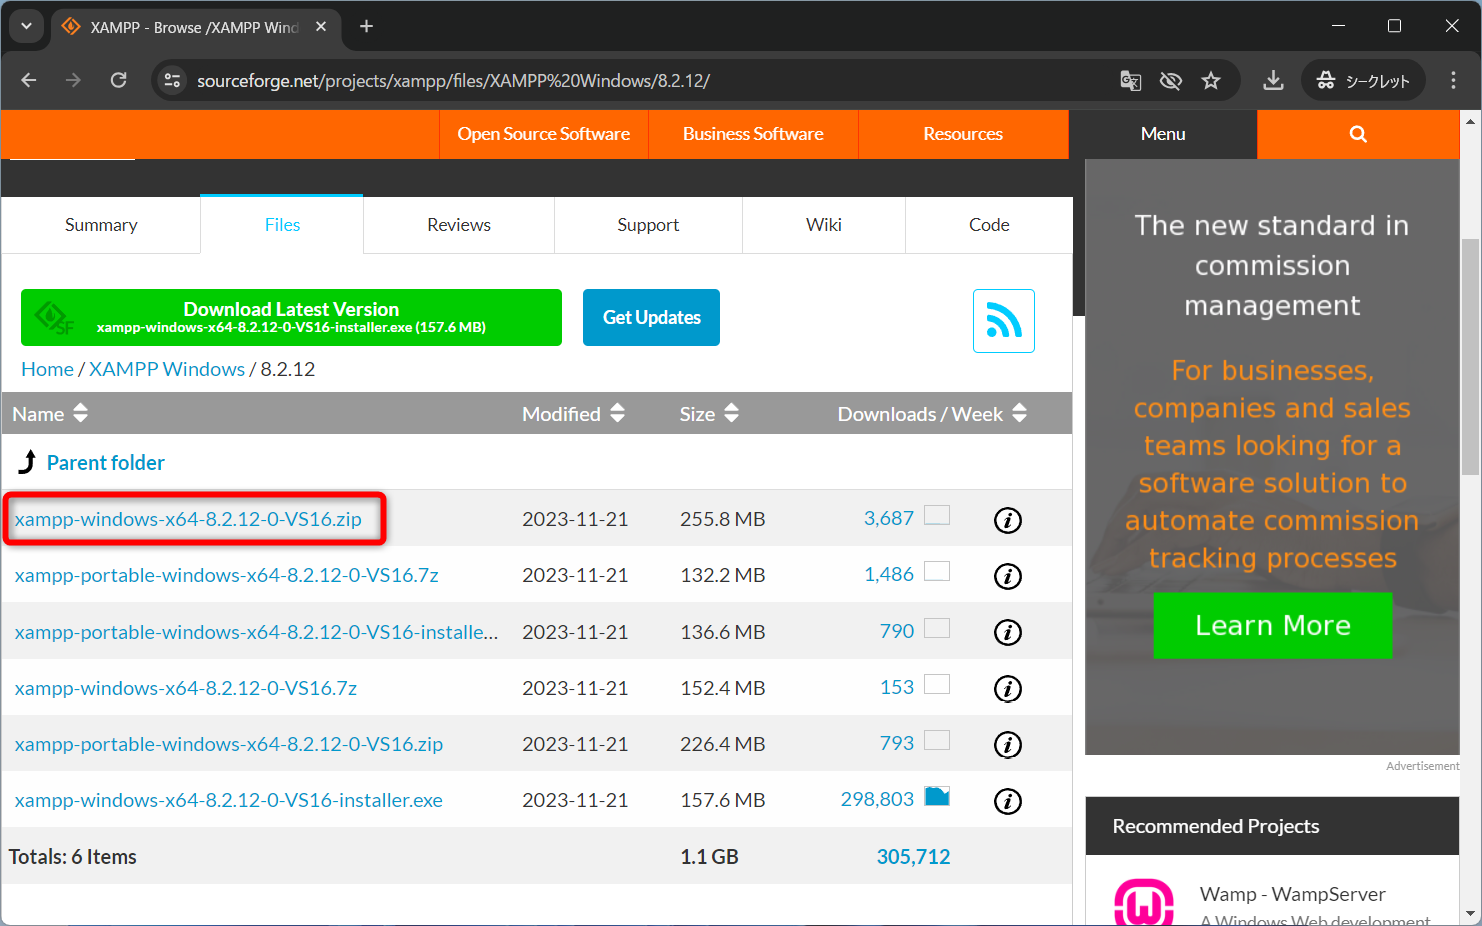 XAMPP - Browse /XAMPP Wind
sourceforge.net/projects/xampp/files/XAMPP%20Windows/8.2.12/
シークレット
Open Source Software
Business Software
Resources
Menu
Summary
Files
Reviews
Support
Wiki
Code
Download Latest Version
xampp-windows-x64-8.2.12-0-VS16-installer.exe (157.6 MB)
SF
Get Updates
Home / XAMPP Windows / 8.2.12
Name Modified Size Downloads / Week
Parent folder
xampp-windows-x64-8.2.12-0-VS16.zip 2023-11-21 255.8 MB 3,687
xampp-portable-windows-x64-8.2.12-0-VS16.7z 2023-11-21 132.2 MB 1,486
xampp-portable-windows-x64-8.2.12-0-VS16-installe... 2023-11-21 136.6 MB 790
xampp-windows-x64-8.2.12-0-VS16.7z 2023-11-21 152.4 MB 153
xampp-portable-windows-x64-8.2.12-0-VS16.zip 2023-11-21 226.4 MB 793
xampp-windows-x64-8.2.12-0-VS16-installer.exe 2023-11-21 157.6 MB 298,803
Totals: 6 Items 1.1 GB 305,712
The new standard in
commission
management
For businesses,
companies and sales
teams looking for a
software solution to
automate commission
tracking processes
Learn More
Advertisement
Recommended Projects
Wamp - WampServer
A Windows Web development